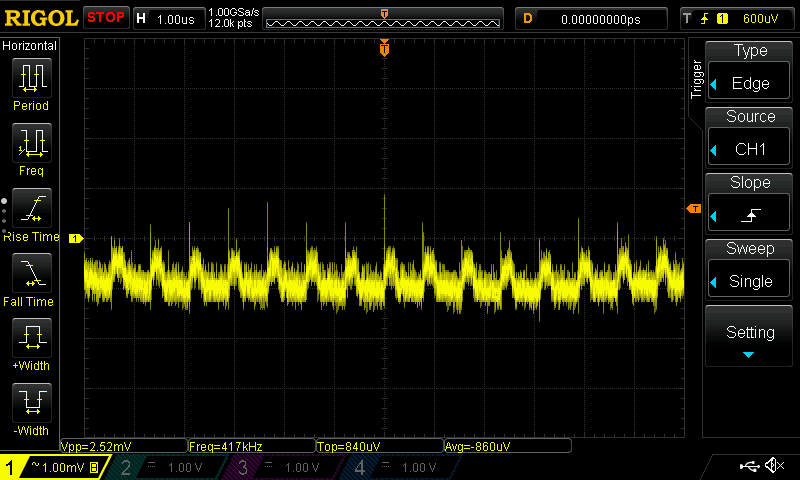 RIGOL STOP H 1.00us 1.00GSa/s 12.0k pts D 0.00000000ps T 1 600uV
Horizontal
Period
Freq
Rise Time
Fall Time
+Width
-Width
T
1
T
Trigger
Type
Edge
Source
CH1
Slope
Sweep
Single
Setting
Vpp=2.52mV Freq=417kHz Top=840uV Avg=-860uV
1 ~1.00mV B 2 1.00 V 3 1.00 V 4 1.00 V